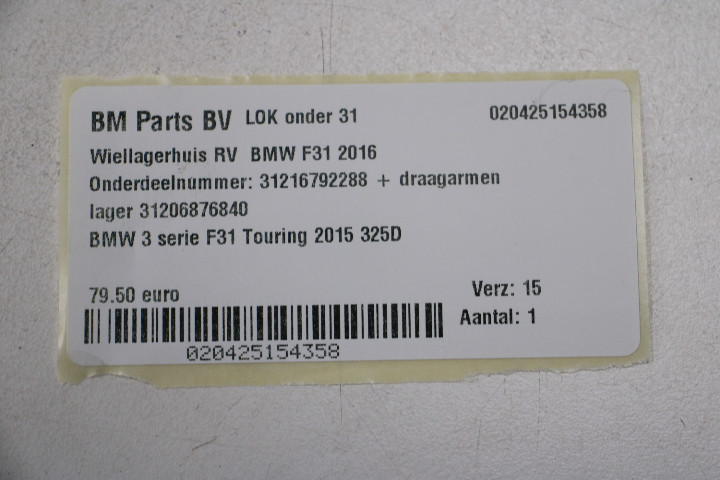 BM Parts BV LOK onder 31 020425154358
Wiellagerhuis RV BMW F31 2016
Onderdeelnummer: 31216792288 + draagarmen
lager 31206876840
BMW 3 serie F31 Touring 2015 325D
79.50 euro Verz: 15
Aantal: 1
020425154358